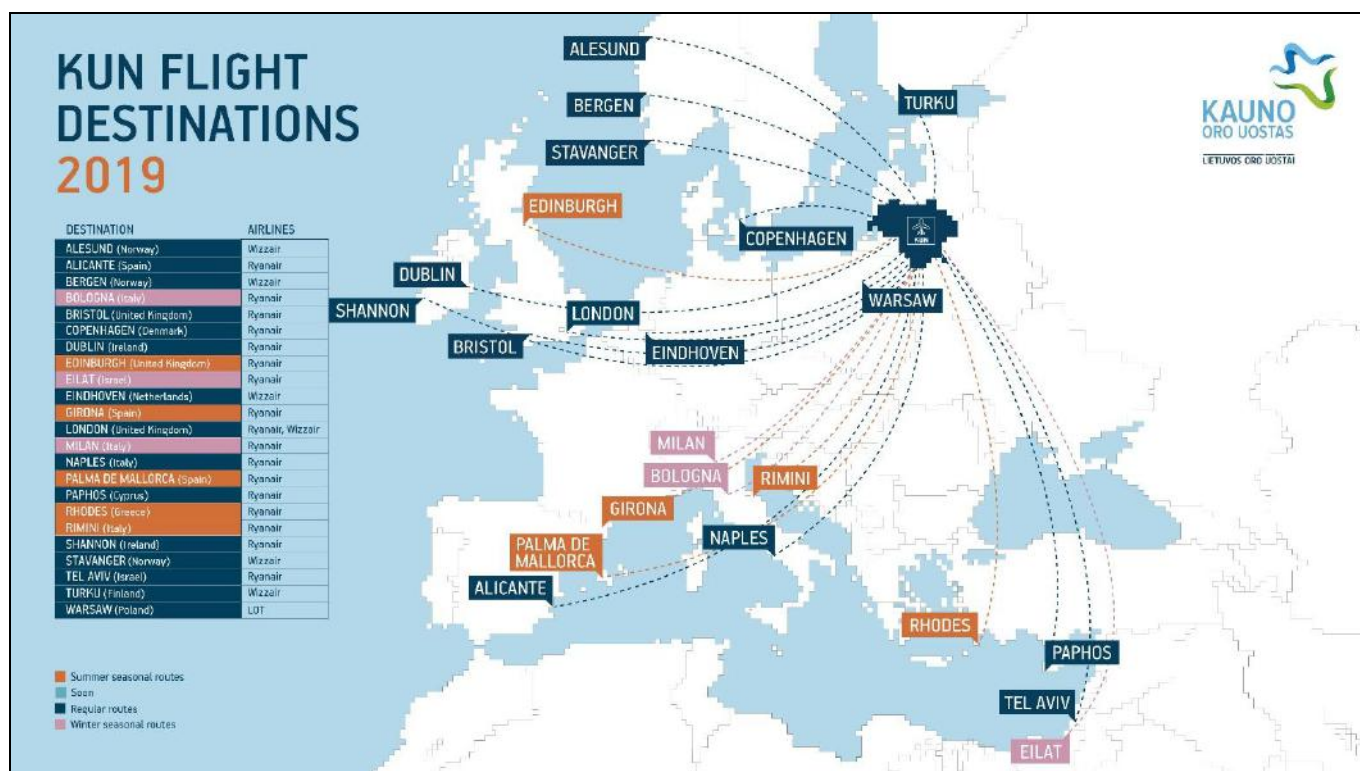 KUN FLIGHT
DESTINATIONS
2019
DESTINATION AIRLINES
ALESUND (Norway) Wizzair
ALICANTE (Spain) Ryanair
BERGEN (Norway) Wizzair
BOLOGNA (Italy) Ryanair
BRISTOL (United Kingdom) Ryanair
COPENHAGEN (Denmark) Ryanair
DUBLIN (Ireland) Ryanair
EDINBURGH (United Kingdom) Ryanair
EILAT (Israel) Ryanair
EINDHOVEN (Netherlands) Wizzair
GIRONA (Spain) Ryanair
LONDON (United Kingdom) Ryanair, Wizzair
MILAN (Italy) Ryanair
NAPLES (Italy) Ryanair
PALMA DE MALLORCA (Spain) Ryanair
PAPHOS (Cyprus) Ryanair
RHODES (Greece) Ryanair
RIMINI (Italy) Ryanair
SHANNON (Ireland) Ryanair
STAVANGER (Norway) Wizzair
TEL AVIV (Israel) Ryanair
TURKU (Finland) Wizzair
WARSAW (Poland) LOT
Summer seasonal routes
Soon
Regular routes
Winter seasonal routes
ALESUND
BERGEN
TURKU
STAVANGER
EDINBURGH
COPENHAGEN
KUN
DUBLIN
SHANNON
LONDON
WARSAW
BRISTOL
EINDHOVEN
MILAN
BOLOGNA
RIMINI
GIRONA
NAPLES
PALMA DE
MALLORCA
ALICANTE
RHODES
PAPHOS
TEL AVIV
EILAT
KAUNO
ORO UOSTAS
LIETUVOS ORO UOSTAI